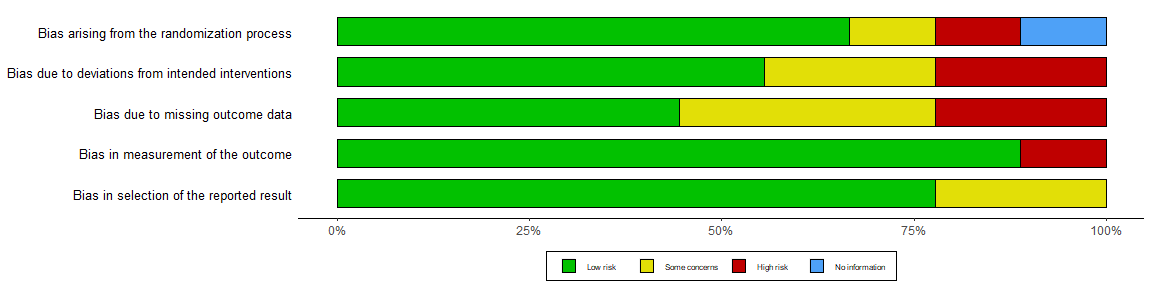 Bias arising from the randomization process
Bias due to deviations from intended interventions
Bias due to missing outcome data
Bias in measurement of the outcome
Bias in selection of the reported result
0% 25% 50% 75% 100%
Low risk Some concerns High risk No information